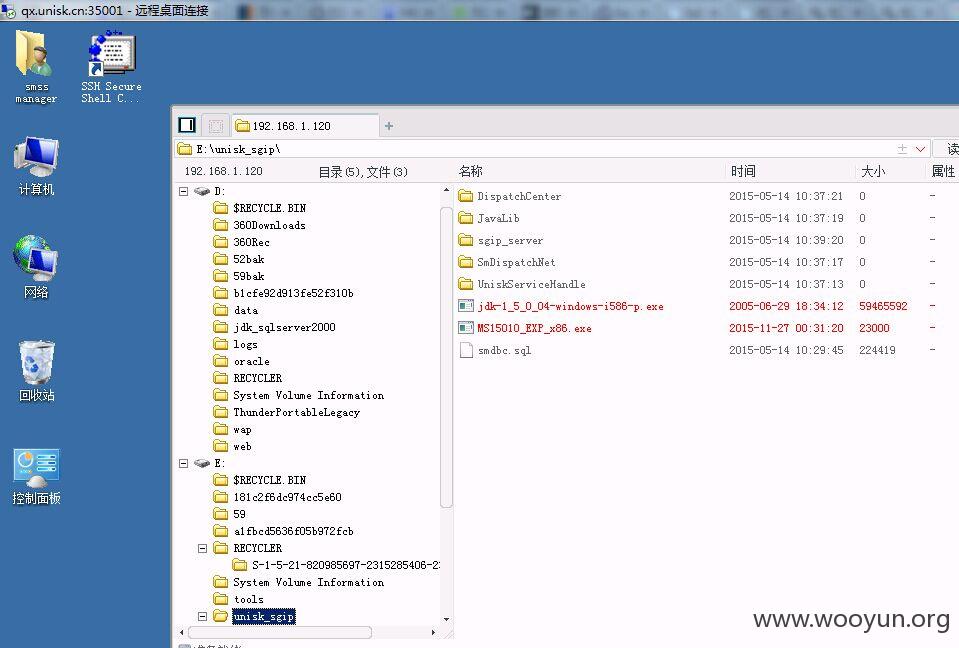 qx.unisk.cn:35001 - 远程桌面连接
smss
manager
SSH Secure
Shell C...
计算机
网络
回收站
控制面板
192.168.1.120
E:\unisk_sgip\
读
192.168.1.120 目录(5),文件(3)
D:
$RECYCLE.BIN
360Downloads
360Rec
52bak
59bak
b1cfe92d913fe52f310b
data
jdk_sqlserver2000
logs
oracle
RECYCLER
System Volume Information
ThunderPortableLegacy
wap
web
E:
$RECYCLE.BIN
181c2f6dc974cc5e60
59
a1fbcd5636f05b972fcb
RECYCLER
S-1-5-21-820985697-2315285406-23
System Volume Information
tools
unisk_sgip
名称 时间 大小 属性
DispatchCenter 2015-05-14 10:37:21 0 -
JavaLib 2015-05-14 10:37:19 0 -
sgip_server 2015-05-14 10:39:20 0 -
SmDispatchNet 2015-05-14 10:37:17 0 -
UniskServiceHandle 2015-05-14 10:37:13 0 -
jdk-1_5_0_04-windows-i586-p.exe 2005-06-29 18:34:12 59465592 -
MS15010_EXP_x86.exe 2015-11-27 00:31:20 23000 -
smdbc.sql 2015-05-14 10:29:45 224419 -
www.wooyun.org